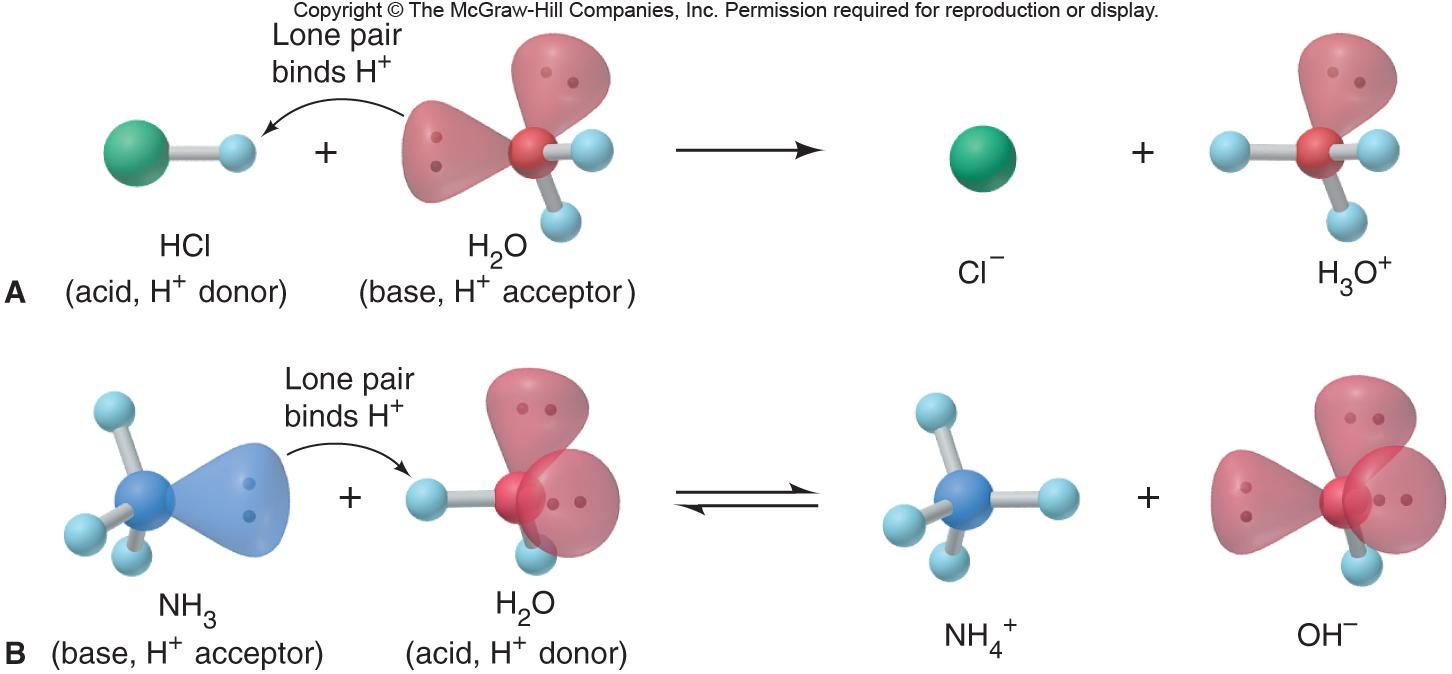 Copyright © The McGraw-Hill Companies, Inc. Permission required for reproduction or display.
Lone pair
binds H⁺
+
+
HCl
H₂O
Cl⁻
H₃O⁺
A (acid, H⁺ donor) (base, H⁺ acceptor)
Lone pair
binds H⁺
+
+
NH₃
H₂O
NH₄⁺
OH⁻
B (base, H⁺ acceptor) (acid, H⁺ donor)